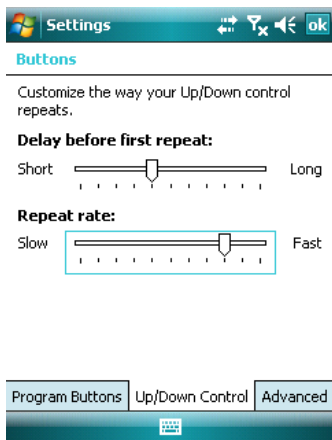 Settings
ok
Buttons
Customize the way your Up/Down control
repeats.
Delay before first repeat:
Short Long
Repeat rate:
Slow Fast
Program Buttons Up/Down Control Advanced